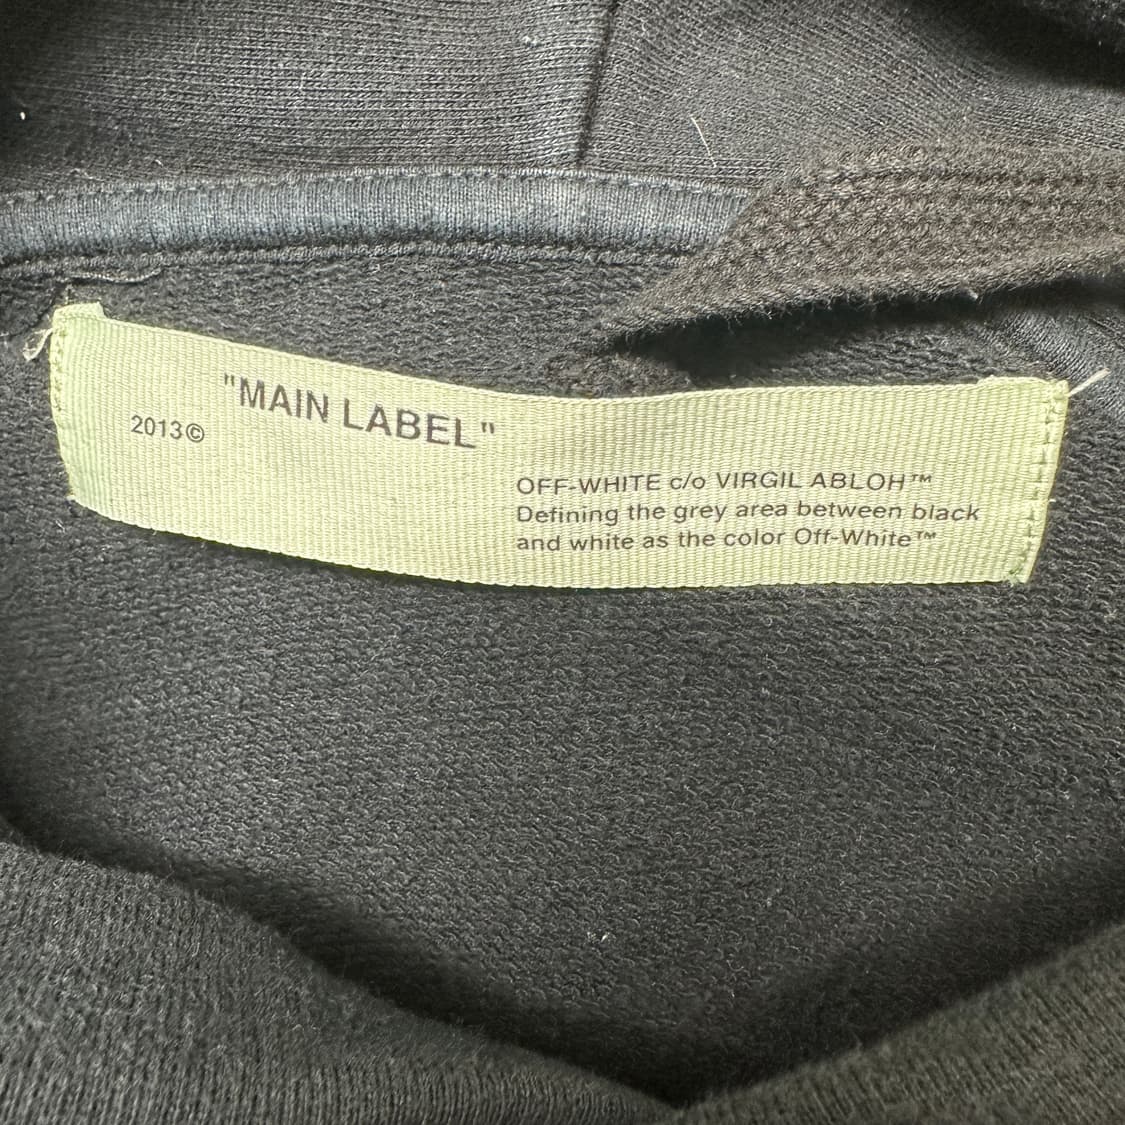 "MAIN LABEL"
2013©
OFF-WHITE c/o VIRGIL ABLOH™
Defining the grey area between black
and white as the color Off-White™